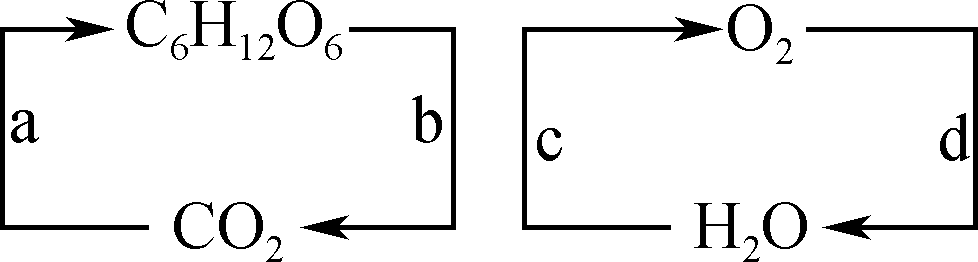 C₆H₁₂O₆ O₂
a b c d
CO₂ H₂O